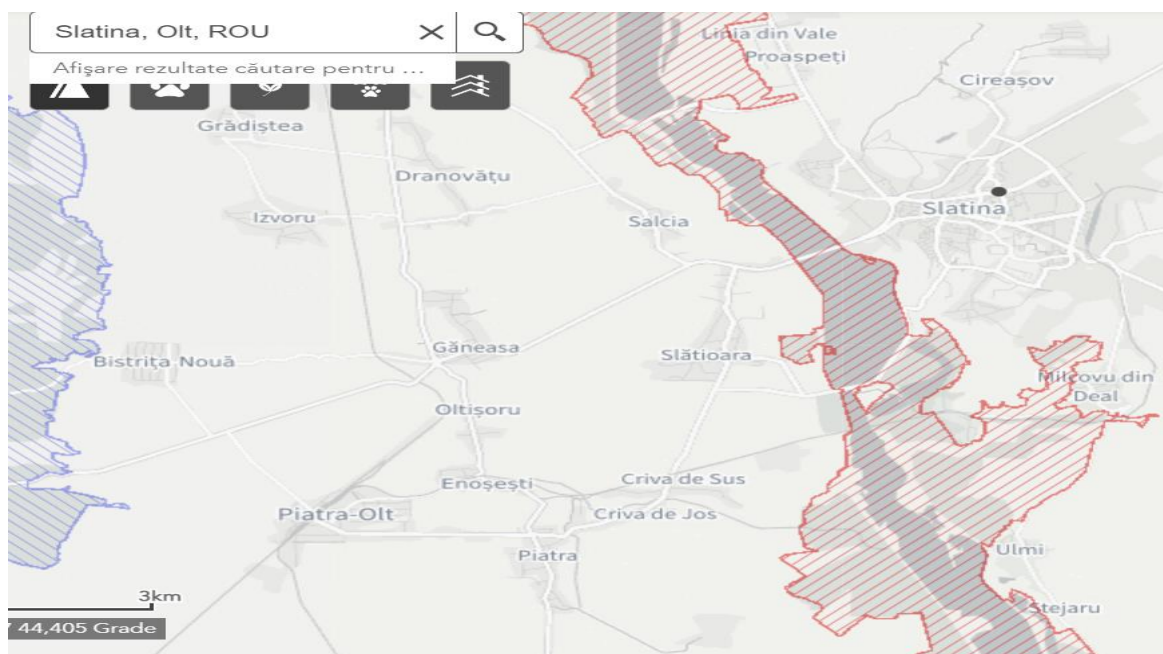 Slatina, Olt, ROU
Afişare rezultate căutare pentru ...
Linia din Vale
Proaspeți
Cireașov
Grădiștea
Dranovățu
Izvoru
Salcia
Slatina
Găneasa
Bistrița Nouă
Slătioara
Milcovu din
Deal
Oltișoru
Enoșești
Criva de Sus
Piatra-Olt
Criva de Jos
Piatra
Ulmi
Stejaru
3km
44,405 Grade